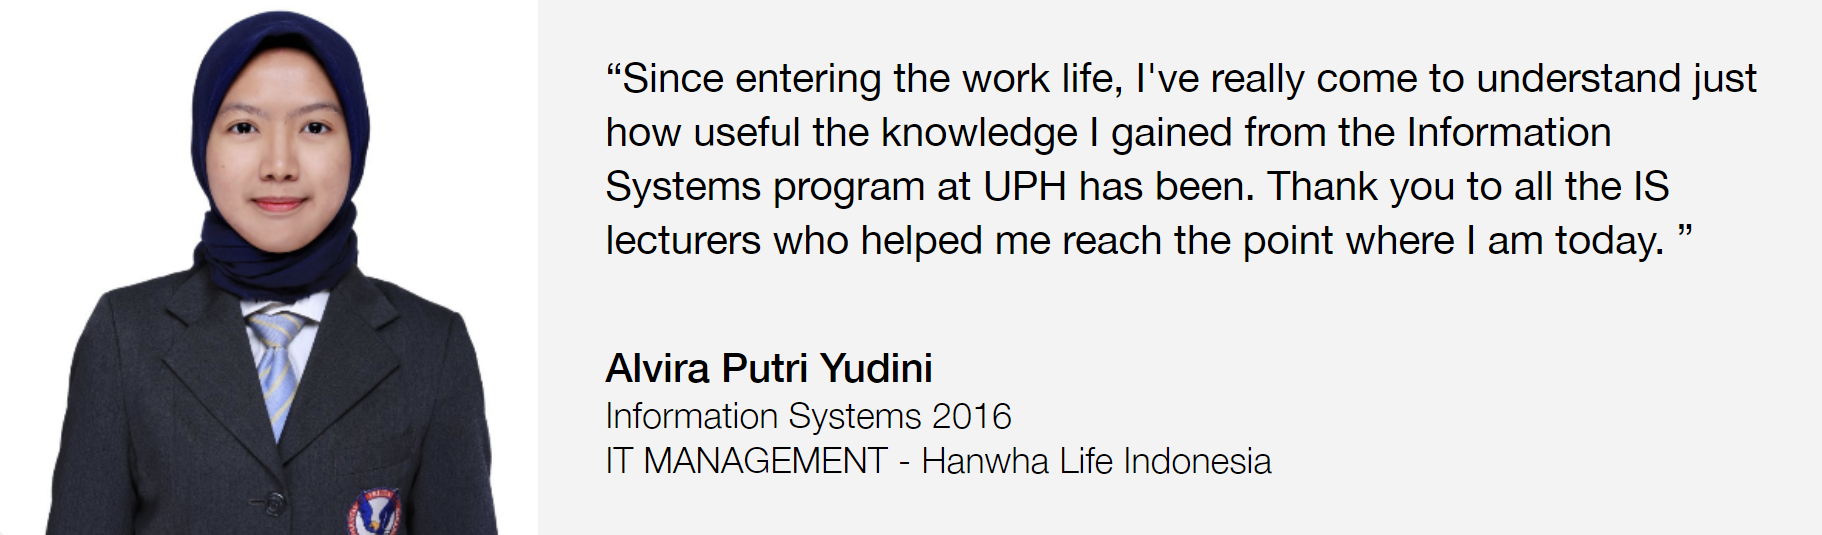 “Since entering the work life, I've really come to understand just
how useful the knowledge I gained from the Information
Systems program at UPH has been. Thank you to all the IS
lecturers who helped me reach the point where I am today. ”
Alvira Putri Yudini
Information Systems 2016
IT MANAGEMENT - Hanwha Life Indonesia